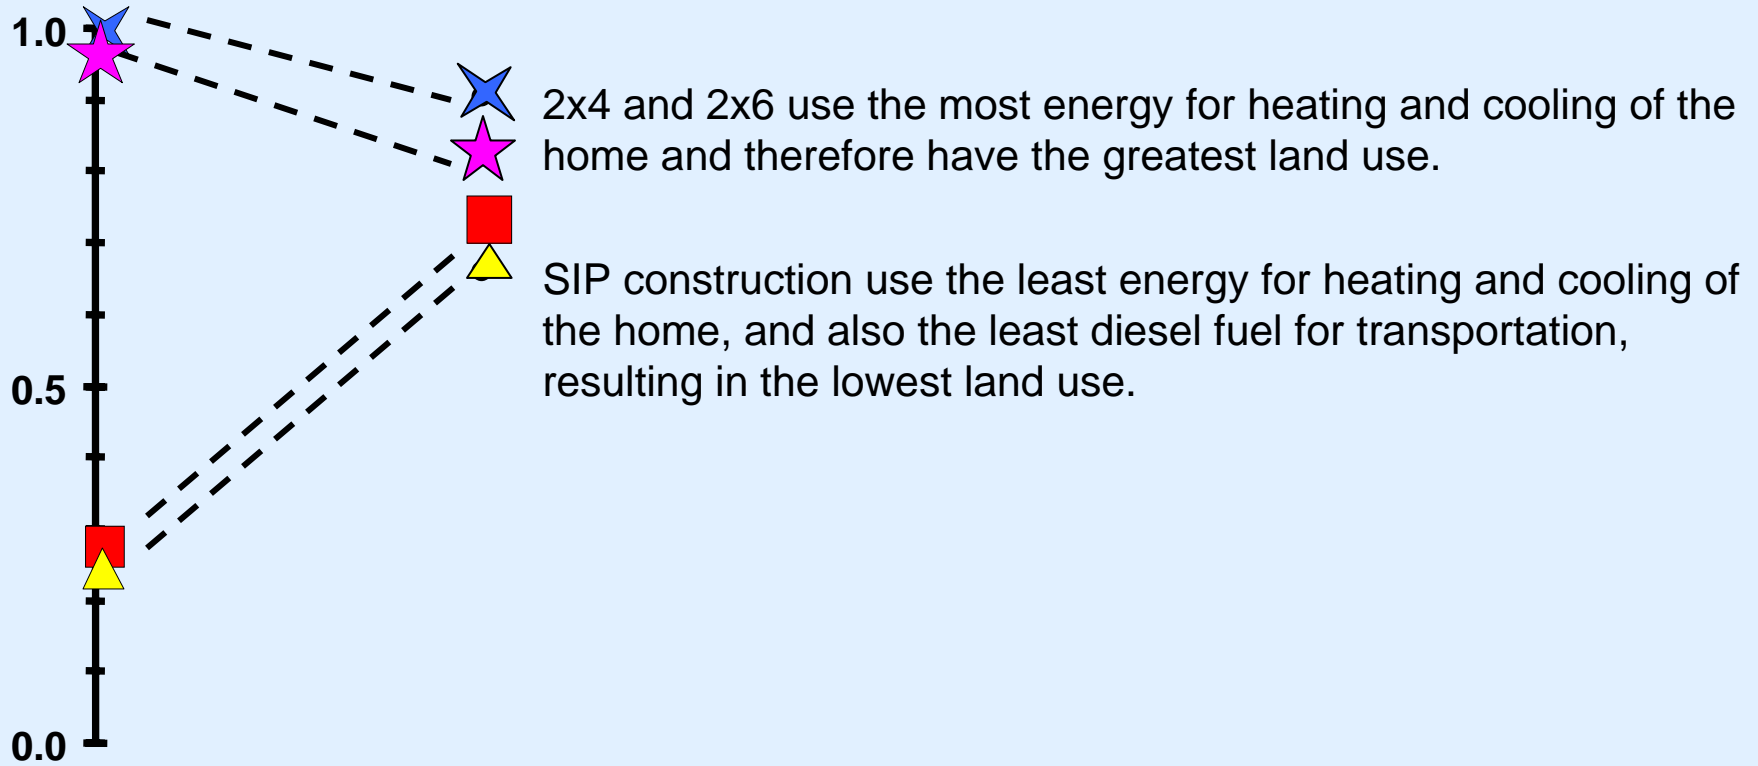 1.0
2x4 and 2x6 use the most energy for heating and cooling of the
home and therefore have the greatest land use.
SIP construction use the least energy for heating and cooling of
the home, and also the least diesel fuel for transportation,
resulting in the lowest land use.
0.5
0.0